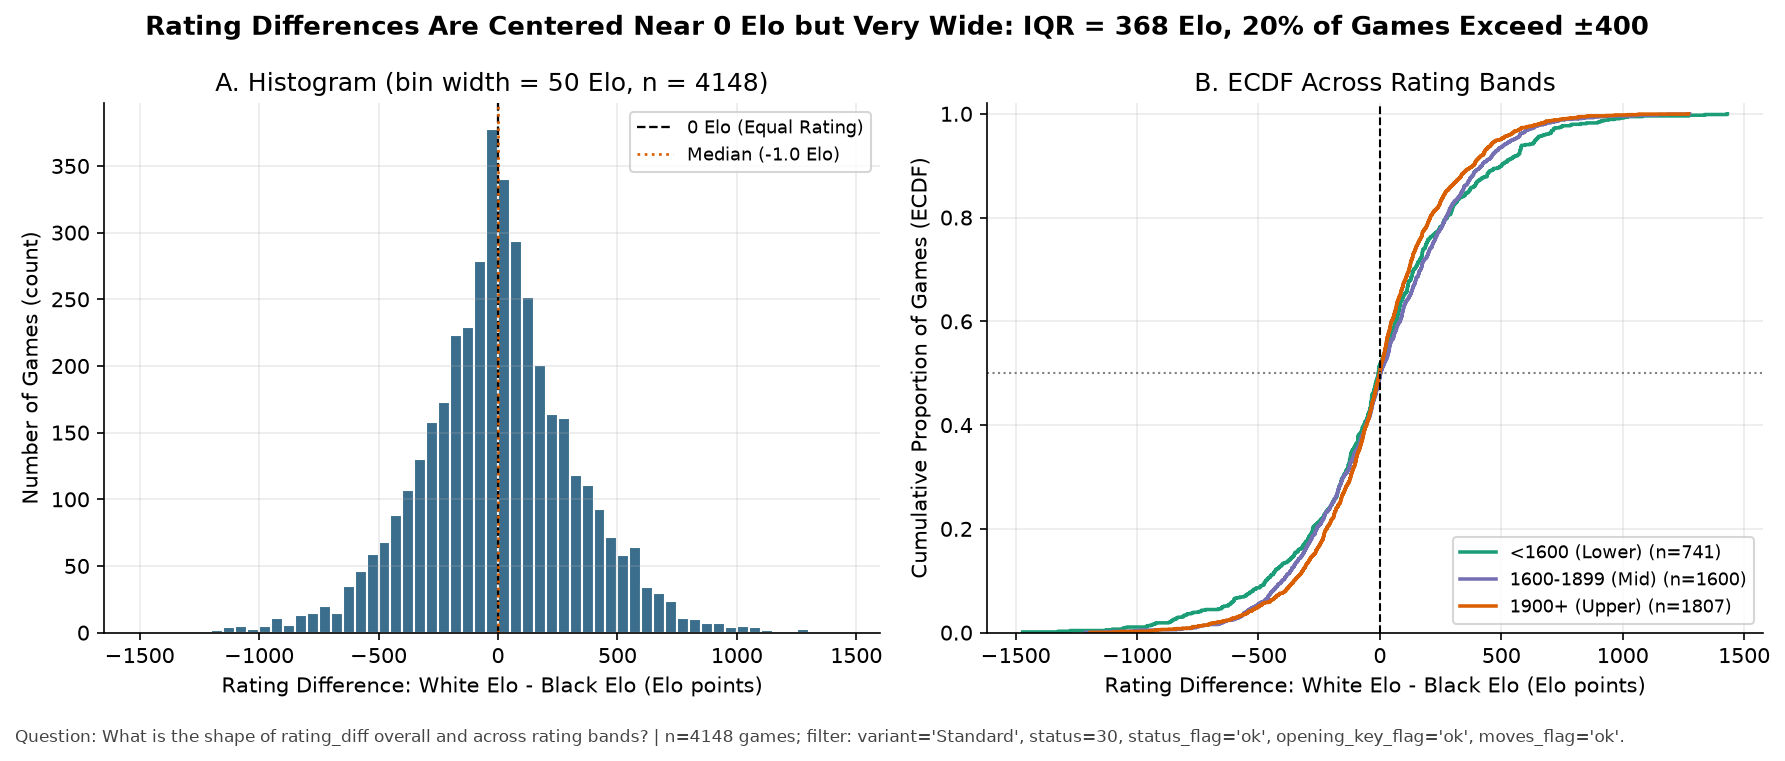 Rating Differences Are Centered Near 0 Elo but Very Wide: IQR = 368 Elo, 20% of Games Exceed ±400
A. Histogram (bin width = 50 Elo, n = 4148)
Number of Games (count)
350
300
250
200
150
100
50
0
0 Elo (Equal Rating)
Median (-1.0 Elo)
−1500 −1000 −500 0 500 1000 1500
Rating Difference: White Elo - Black Elo (Elo points)
B. ECDF Across Rating Bands
Cumulative Proportion of Games (ECDF)
1.0
0.8
0.6
0.4
0.2
0.0
<1600 (Lower) (n=741)
1600-1899 (Mid) (n=1600)
1900+ (Upper) (n=1807)
−1500 −1000 −500 0 500 1000 1500
Rating Difference: White Elo - Black Elo (Elo points)
Question: What is the shape of rating_diff overall and across rating bands? | n=4148 games; filter: variant='Standard', status=30, status_flag='ok', opening_key_flag='ok', moves_flag='ok'.